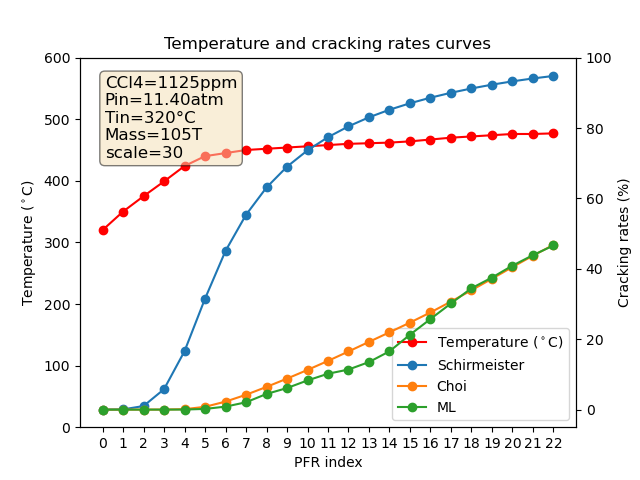 Temperature and cracking rates curves
CCl4=1125ppm
Pin=11.40atm
Tin=320°C
Mass=105T
scale=30
600
500
400
300
200
100
0
Temperature (°C)
100
80
60
40
20
0
Cracking rates (%)
Temperature (°C)
Schirmeister
Choi
ML
0 1 2 3 4 5 6 7 8 9 10 11 12 13 14 15 16 17 18 19 20 21 22
PFR index